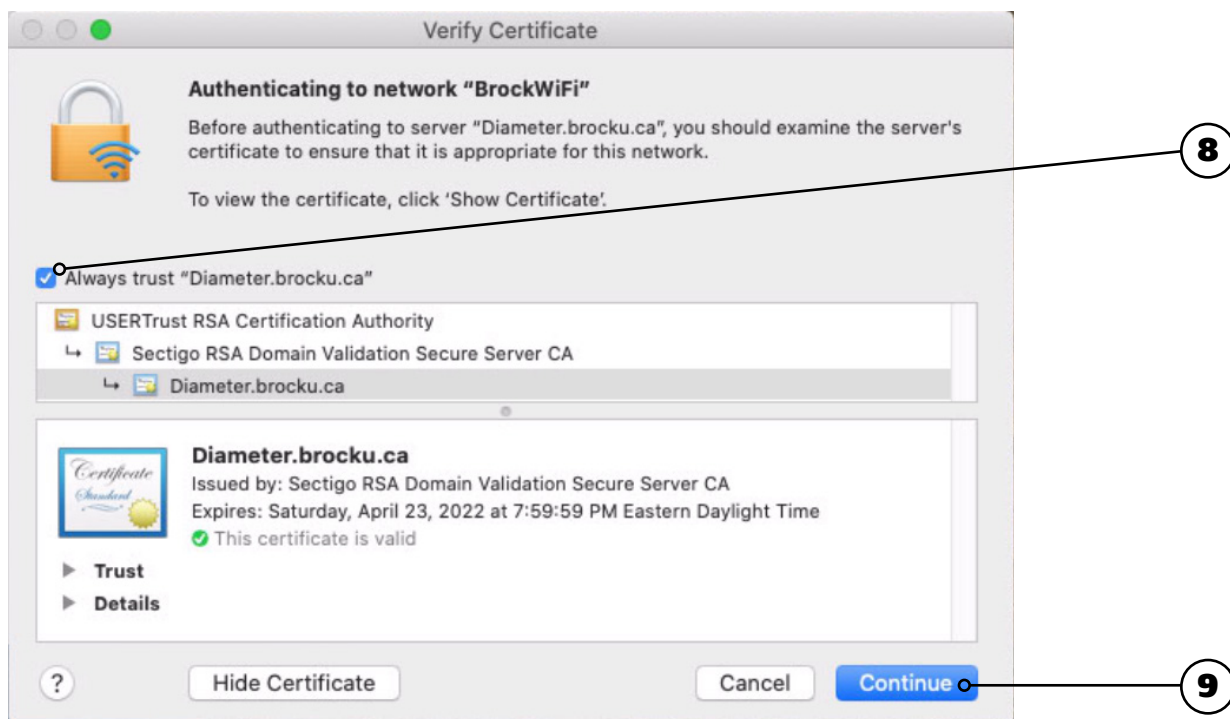 Verify Certificate
Authenticating to network “BrockWiFi”
Before authenticating to server “Diameter.brocku.ca”, you should examine the server's
certificate to ensure that it is appropriate for this network.
To view the certificate, click ‘Show Certificate’.
8
Always trust “Diameter.brocku.ca”
USERTrust RSA Certification Authority
↳ Sectigo RSA Domain Validation Secure Server CA
↳ Diameter.brocku.ca
Certificate
Standard
Diameter.brocku.ca
Issued by: Sectigo RSA Domain Validation Secure Server CA
Expires: Saturday, April 23, 2022 at 7:59:59 PM Eastern Daylight Time
This certificate is valid
Trust
Details
? Hide Certificate Cancel Continue 9